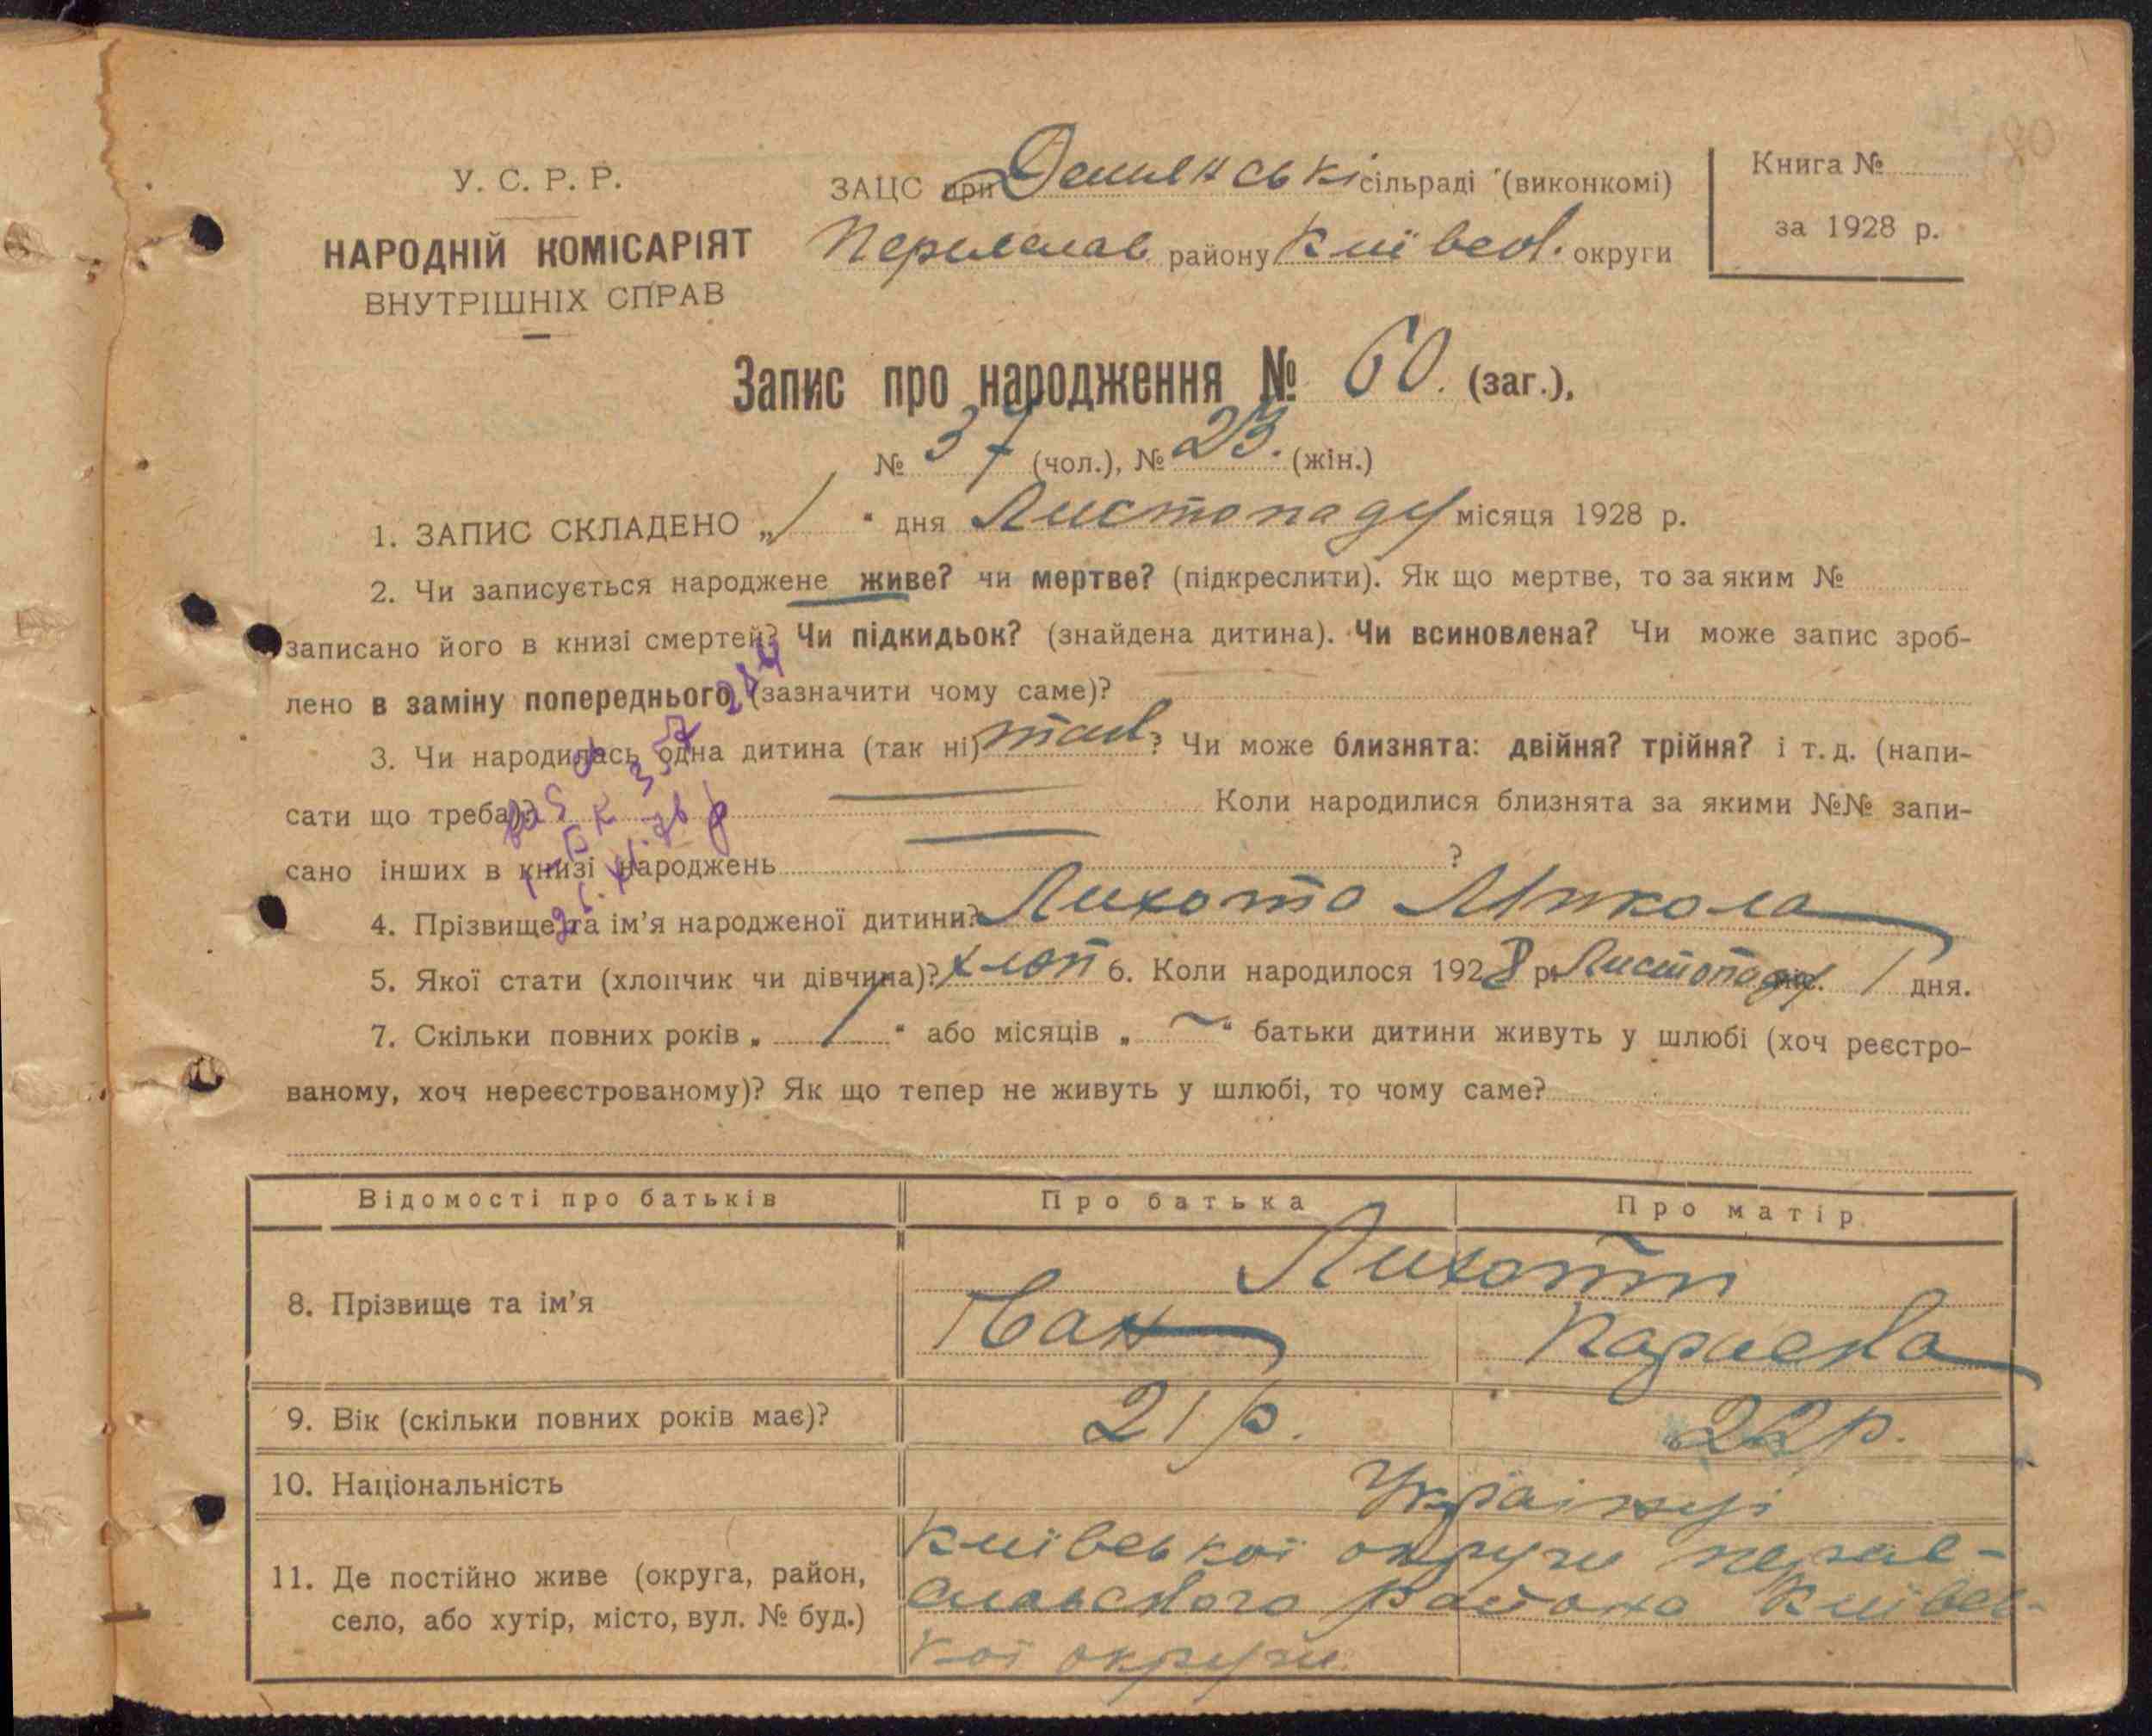 У. С. Р. Р.
НАРОДНІЙ КОМІСАРІЯТ
ВНУТРІШНІХ СПРАВ
ЗАЦС при Демянській сільраді (виконкомі)
Переяслав району Київськ. округи
Книга №
за 1928 р.
Запис про народження № 60. (заг.),
№ 37 (чол.), № 23. (жін.)
1. ЗАПИС СКЛАДЕНО „1" дня Листопаду місяця 1928 р.
2. Чи записується народжене живе? чи мертве? (підкреслити). Як що мертве, то за яким №
записано його в книзі смертей? Чи підкидьок? (знайдена дитина). Чи всиновлена? Чи може запис зроб-
лено в заміну попереднього (зазначити чому саме)?
3. Чи народилась одна дитина (так ні) так? Чи може близнята: двійня? трійня? і т. д. (напи-
сати що треба)? Коли народилися близнята за якими №№ запи-
сано інших в книзі народжень ?
4. Прізвище та ім'я народженої дитини? Лихота Микола
5. Якої стати (хлопчик чи дівчина)? хлоп 6. Коли народилося 1928 р. Листопаду міс. 1 дня.
7. Скільки повних років „ 1 " або місяців „ — " батьки дитини живуть у шлюбі (хоч реєстро-
ваному, хоч нереєстрованому)? Як що тепер не живуть у шлюбі, то чому саме?
Відомості про батьків Про батька Про матір
Лихоти
8. Прізвище та ім'я Іван
9. Вік (скільки повних років має)? 21 р. 22 р.
10. Національність Українці
11. Де постійно живе (округа, район,
село, або хутір, місто, вул. № буд.)
Київської округи перея-
славського района Київсь-
кої округи